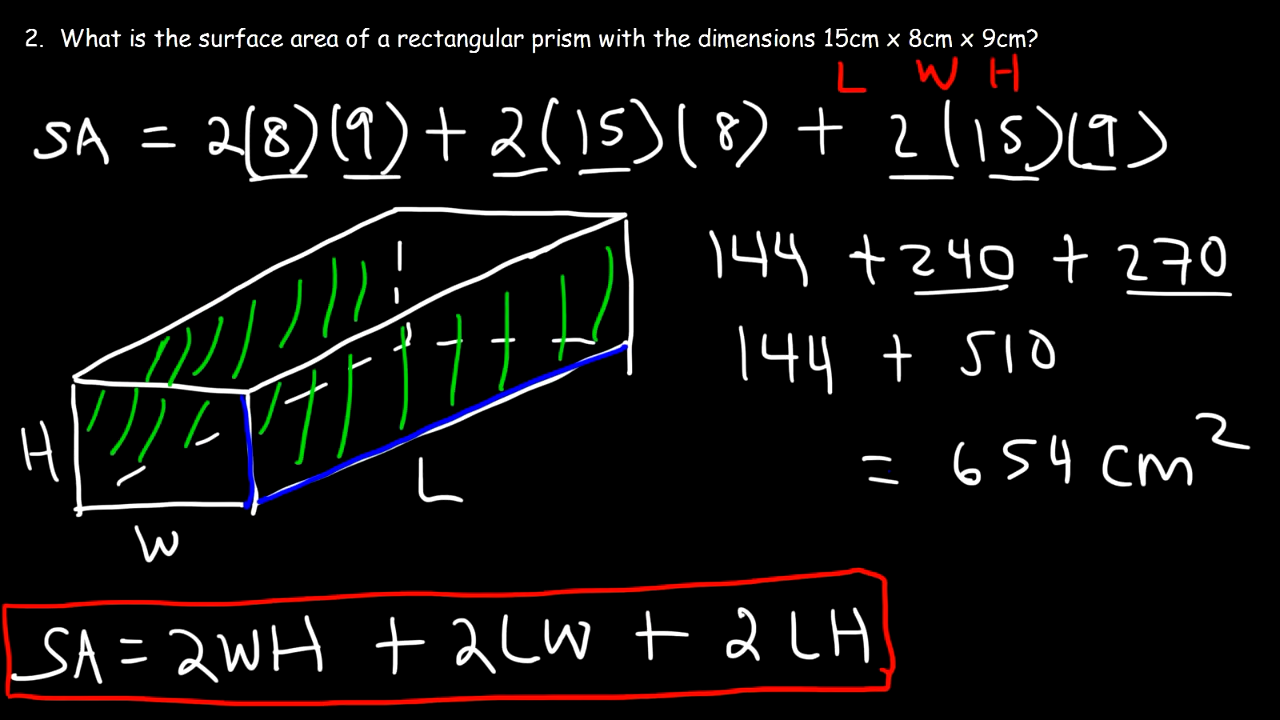 2. What is the surface area of a rectangular prism with the dimensions 15cm x 8cm x 9cm?
L W H
SA = 2(8)(9) + 2(15)(8) + 2(15)(9)
144 + 240 + 270
144 + 510
= 654 cm²
H
L
W
SA = 2WH + 2LW + 2LH